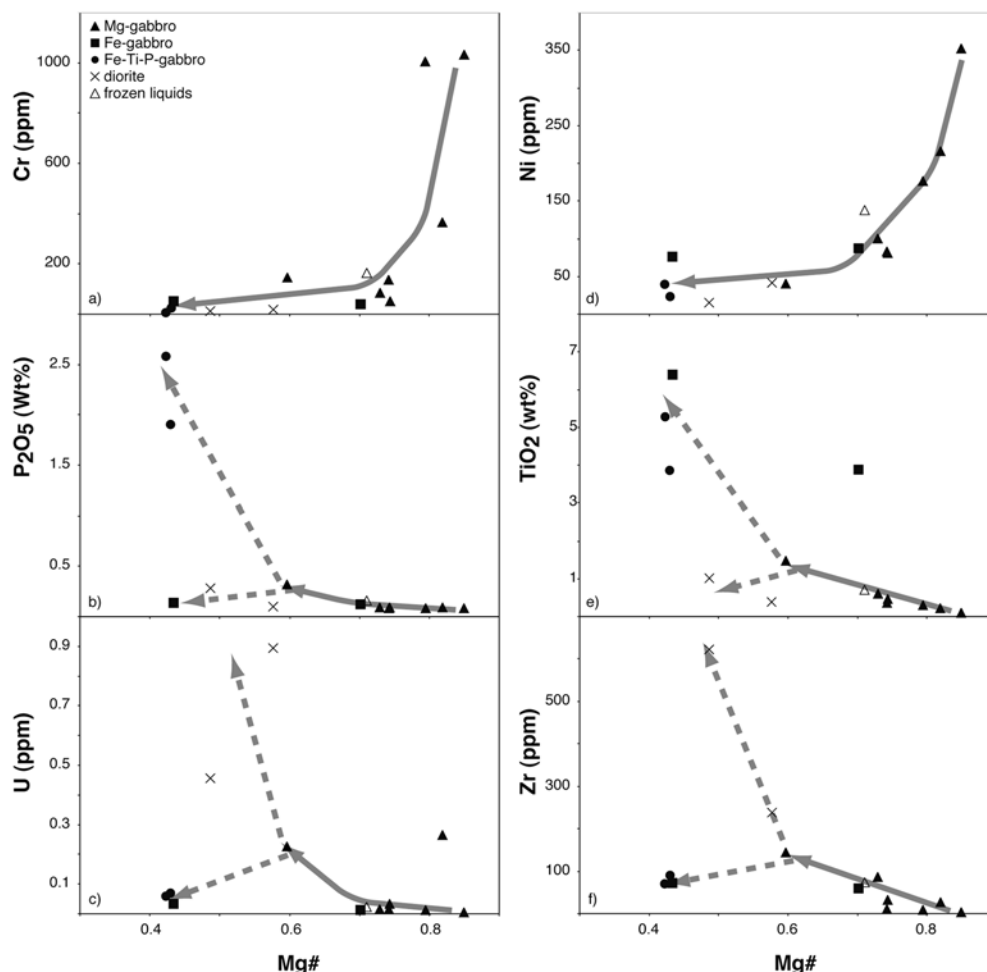 Mg-gabbro
Fe-gabbro
Fe-Ti-P-gabbro
diorite
frozen liquids
Cr (ppm)
1000
600
200
a)
Ni (ppm)
350
250
150
50
d)
P2O5 (Wt%)
2.5
1.5
0.5
b)
TiO2 (wt%)
7
5
3
1
e)
U (ppm)
0.9
0.7
0.5
0.3
0.1
c)
Zr (ppm)
500
300
100
f)
0.4
0.6
0.8
Mg#
0.4
0.6
0.8
Mg#